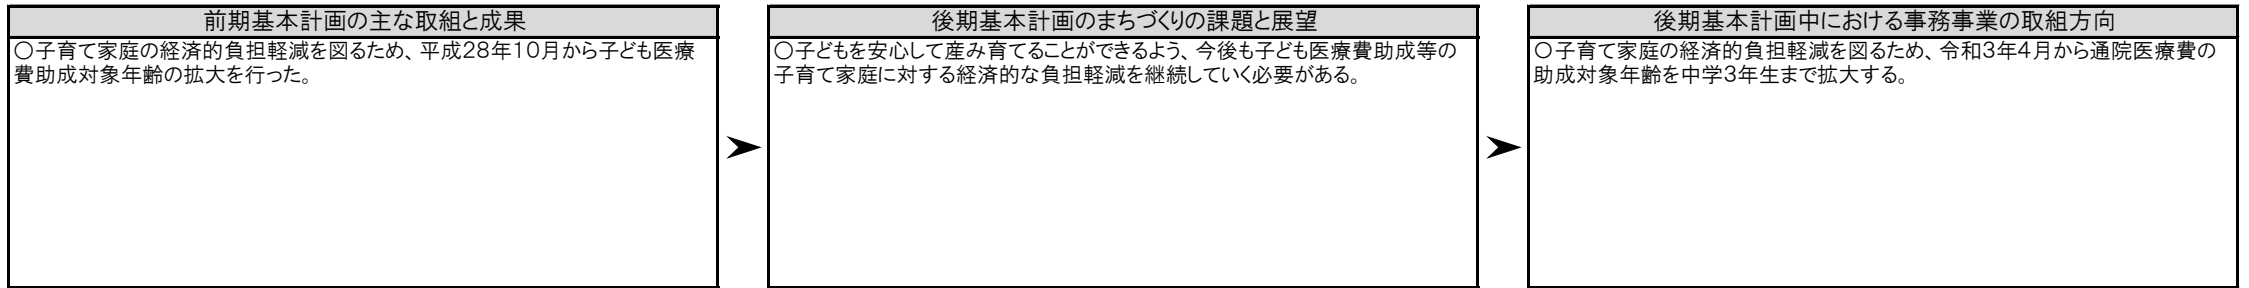 前期基本計画の主な取組と成果
〇子育て家庭の経済的負担軽減を図るため、平成28年10月から子ども医療
費助成対象年齢の拡大を行った。
後期基本計画のまちづくりの課題と展望
〇子どもを安心して産み育てることができるよう、今後も子ども医療費助成等の
子育て家庭に対する経済的な負担軽減を継続していく必要がある。
後期基本計画中における事務事業の取組方向
〇子育て家庭の経済的負担軽減を図るため、令和3年4月から通院医療費の
助成対象年齢を中学3年生まで拡大する。